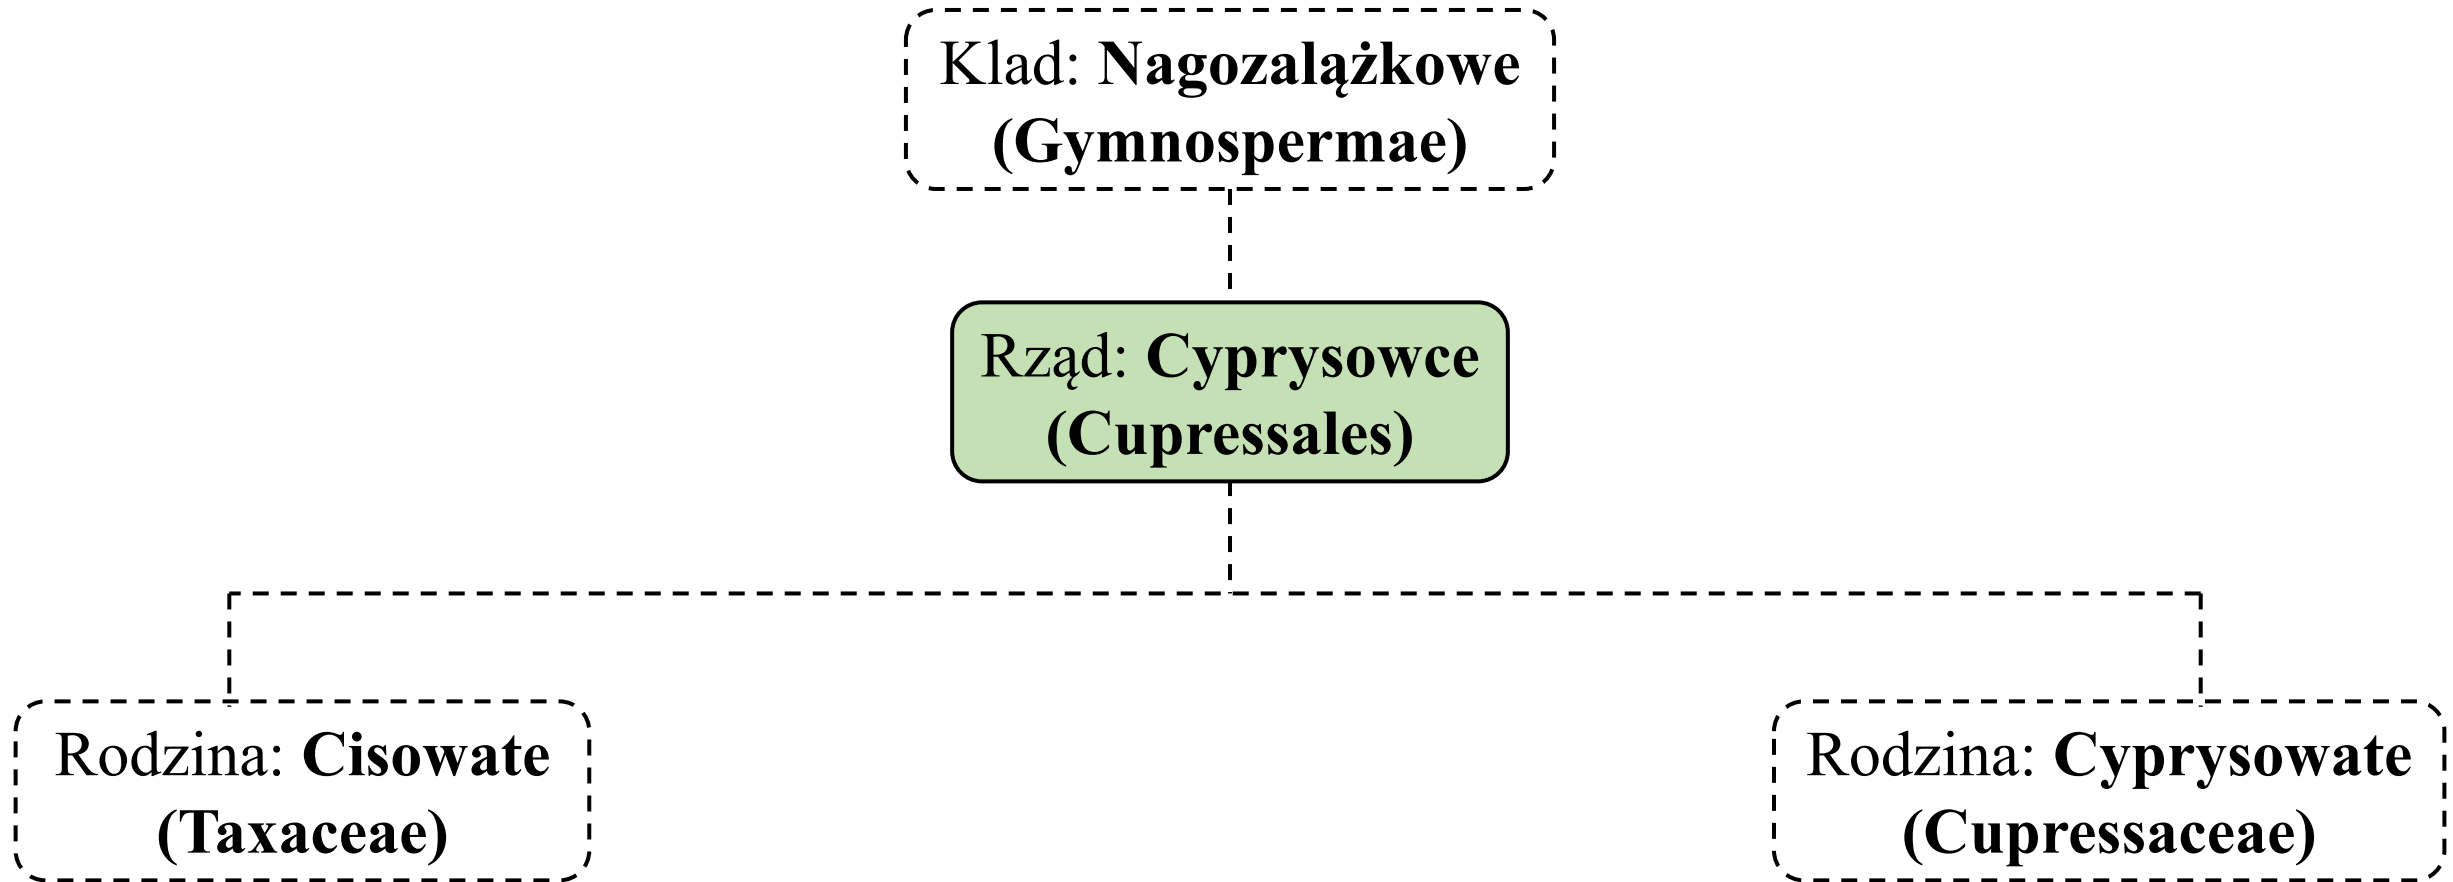 Klad: Nagozalążkowe
(Gymnospermae)
Rząd: Cyprysowce
(Cupressales)
Rodzina: Cisowate
(Taxaceae)
Rodzina: Cyprysowate
(Cupressaceae)